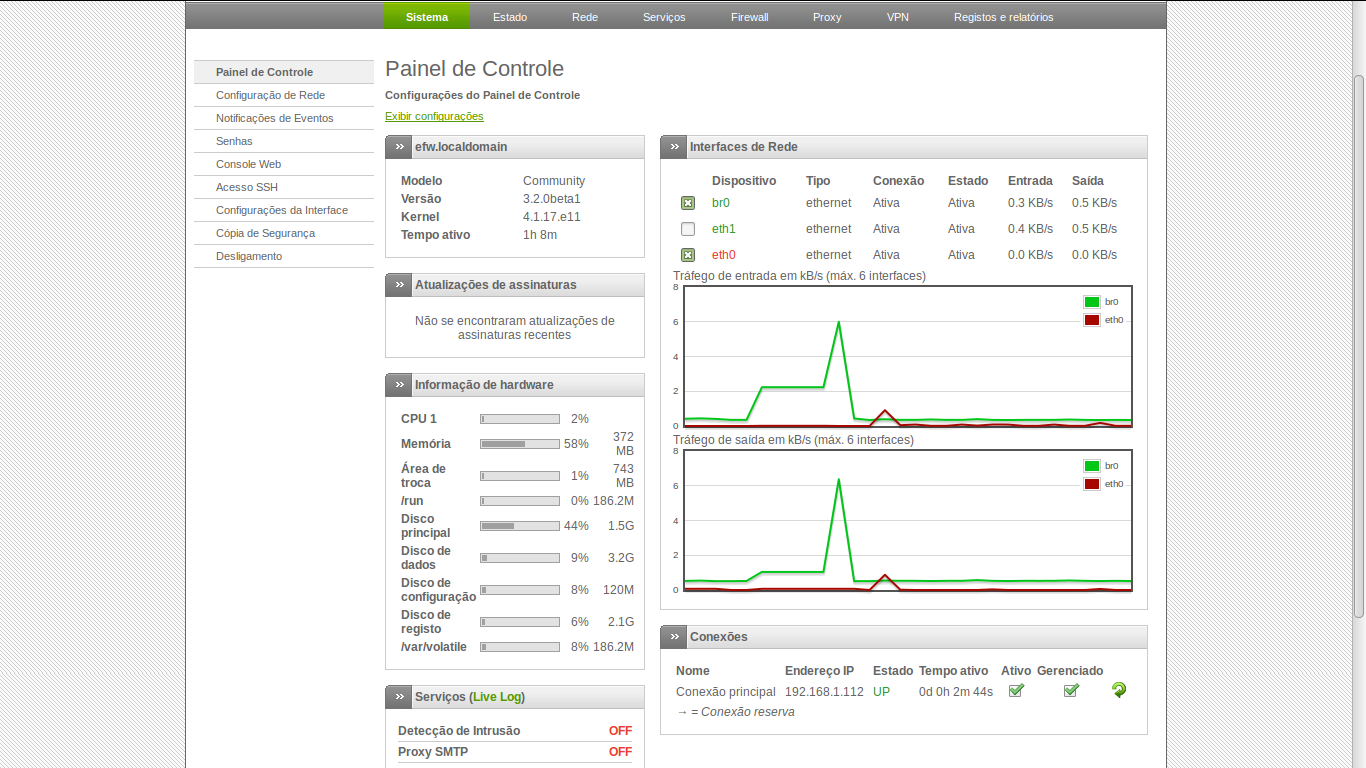 Sistema Estado Rede Serviços Firewall Proxy VPN Registos e relatórios
Painel de Controle
Configuração de Rede
Notificações de Eventos
Senhas
Console Web
Acesso SSH
Configurações da Interface
Cópia de Segurança
Desligamento
Painel de Controle
Configurações do Painel de Controle
Exibir configurações
efw.localdomain
Modelo Community
Versão 3.2.0beta1
Kernel 4.1.17.e11
Tempo ativo 1h 8m
Atualizações de assinaturas
Não se encontraram atualizações de
assinaturas recentes
Informação de hardware
CPU 1 2%
Memória 58% 372
MB
Área de
troca 1% 743
MB
/run 0% 186.2M
Disco
principal 44% 1.5G
Disco de
dados 9% 3.2G
Disco de
configuração 8% 120M
Disco de
registo 6% 2.1G
/var/volatile 8% 186.2M
Serviços (Live Log)
Detecção de Intrusão OFF
Proxy SMTP OFF
Interfaces de Rede
Dispositivo Tipo Conexão Estado Entrada Saída
br0 ethernet Ativa Ativa 0.3 KB/s 0.5 KB/s
eth1 ethernet Ativa Ativa 0.4 KB/s 0.5 KB/s
eth0 ethernet Ativa Ativa 0.0 KB/s 0.0 KB/s
Tráfego de entrada em kB/s (máx. 6 interfaces)
8
6
4
2
0
br0
eth0
Tráfego de saída em kB/s (máx. 6 interfaces)
8
6
4
2
0
br0
eth0
Conexões
Nome Endereço IP Estado Tempo ativo Ativo Gerenciado
Conexão principal 192.168.1.112 UP 0d 0h 2m 44s
→ = Conexão reserva